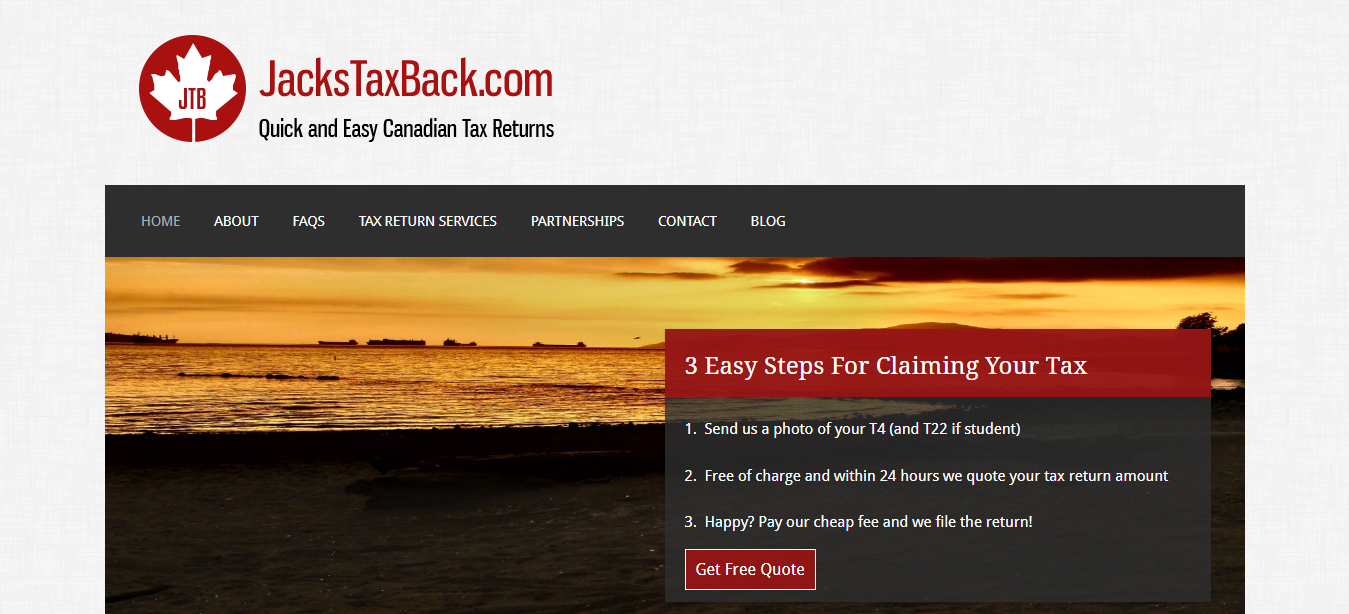 JTB
JacksTaxBack.com
Quick and Easy Canadian Tax Returns
HOME ABOUT FAQS TAX RETURN SERVICES PARTNERSHIPS CONTACT BLOG
3 Easy Steps For Claiming Your Tax
1. Send us a photo of your T4 (and T22 if student)
2. Free of charge and within 24 hours we quote your tax return amount
3. Happy? Pay our cheap fee and we file the return!
Get Free Quote